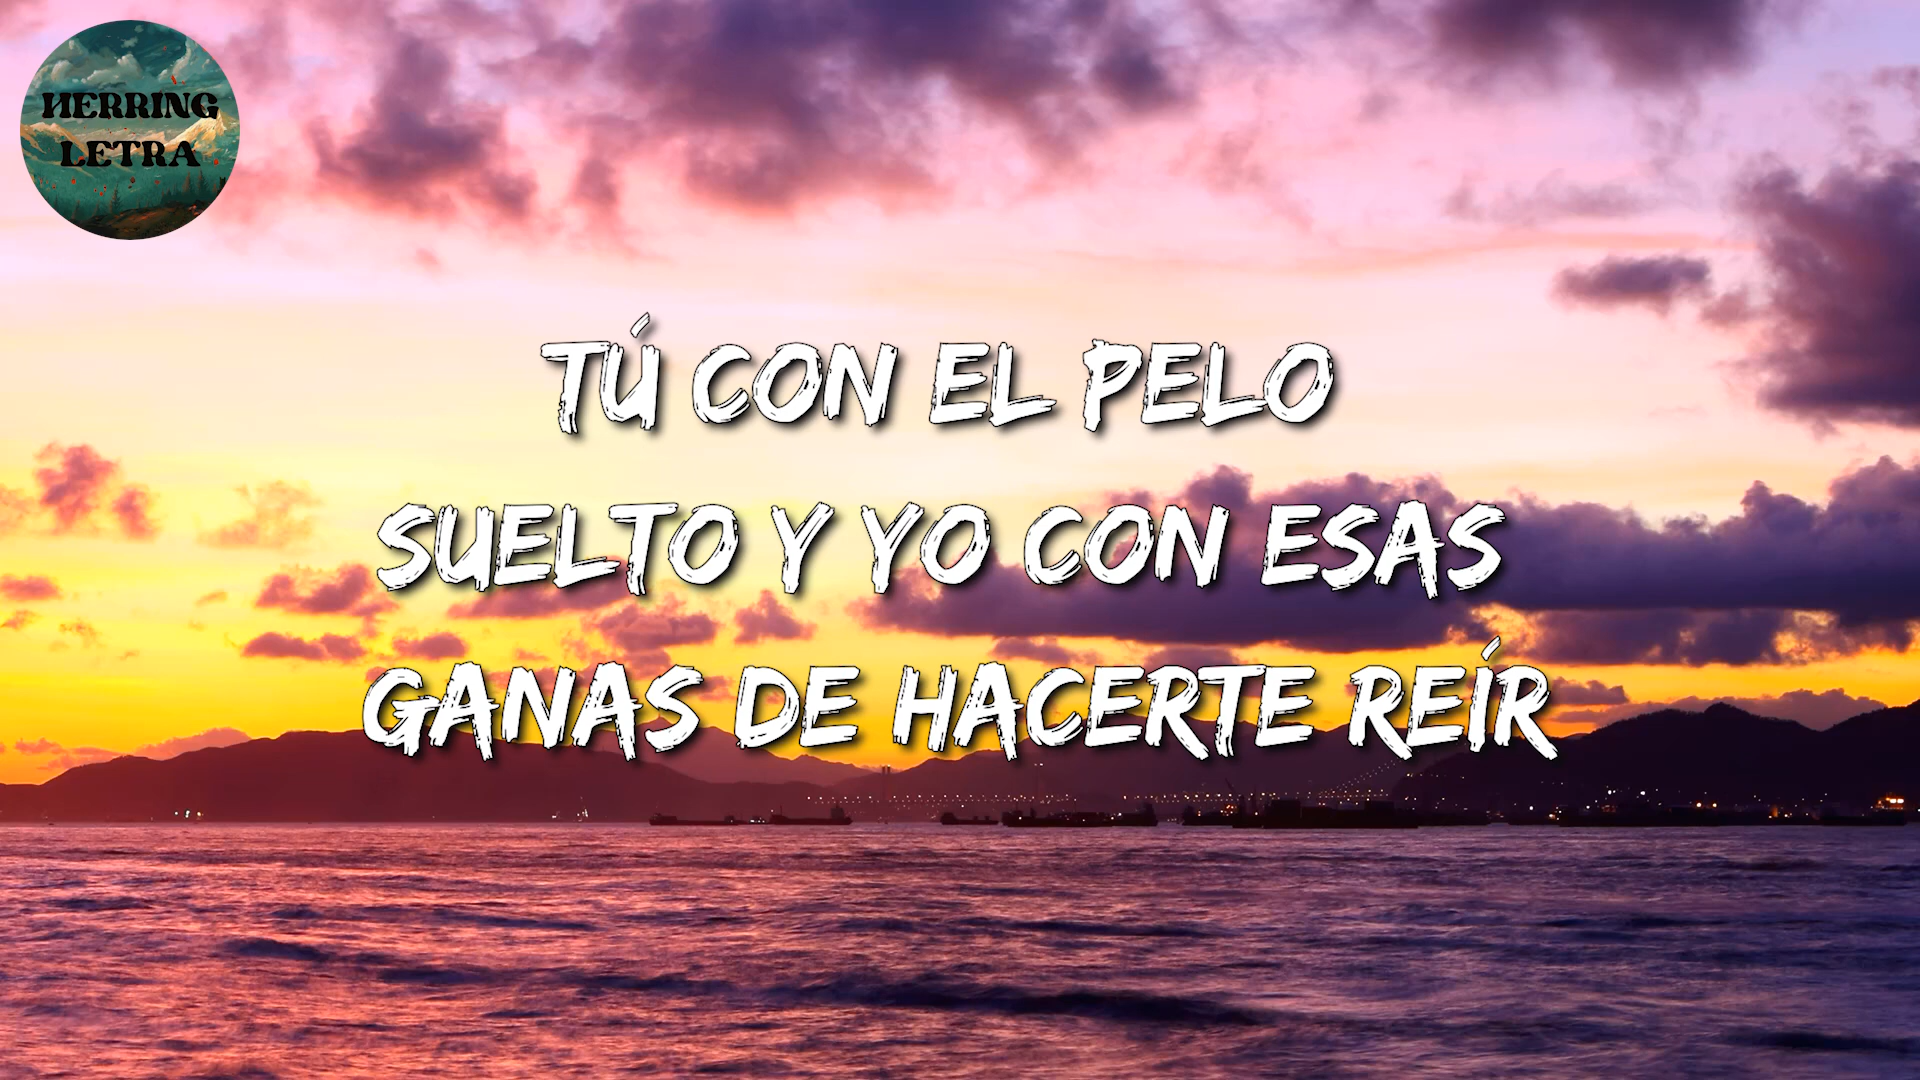 HERRING
LETRA
TÚ CON EL PELO
SUELTO Y YO CON ESAS
GANAS DE HACERTE REÍR